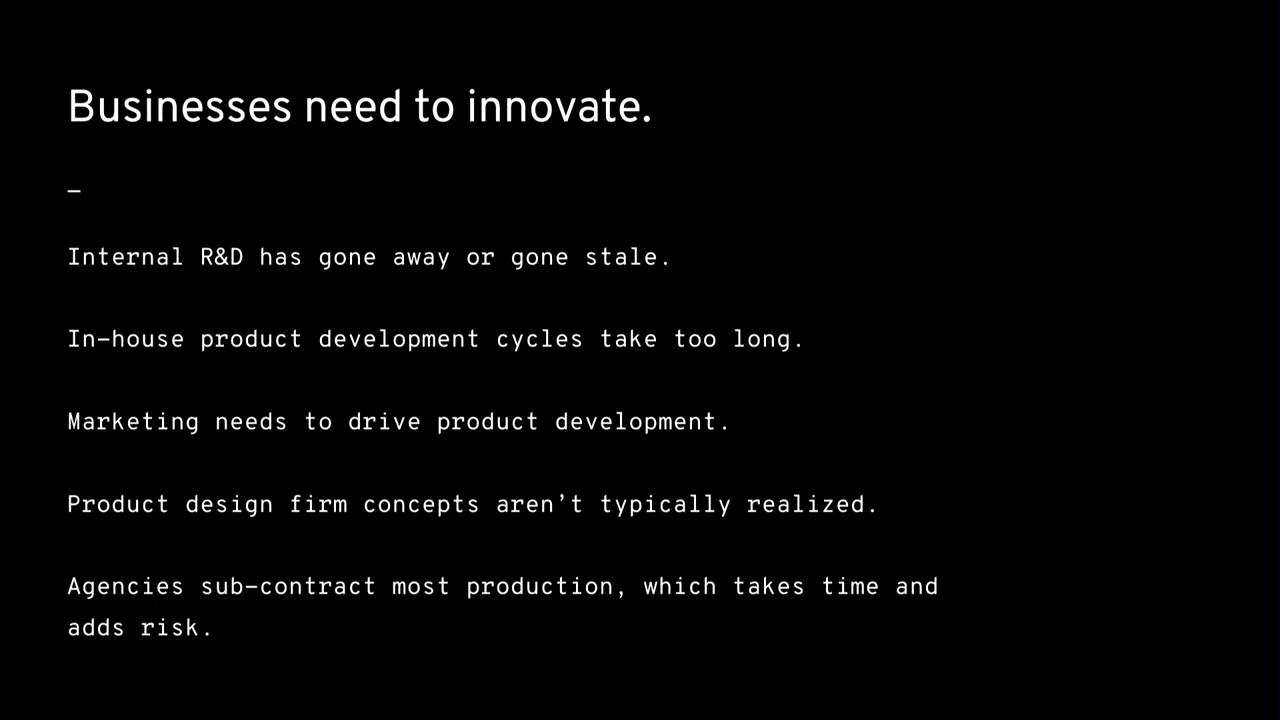 Businesses need to innovate.
–
Internal R&D has gone away or gone stale.
In-house product development cycles take too long.
Marketing needs to drive product development.
Product design firm concepts aren’t typically realized.
Agencies sub-contract most production, which takes time and
adds risk.